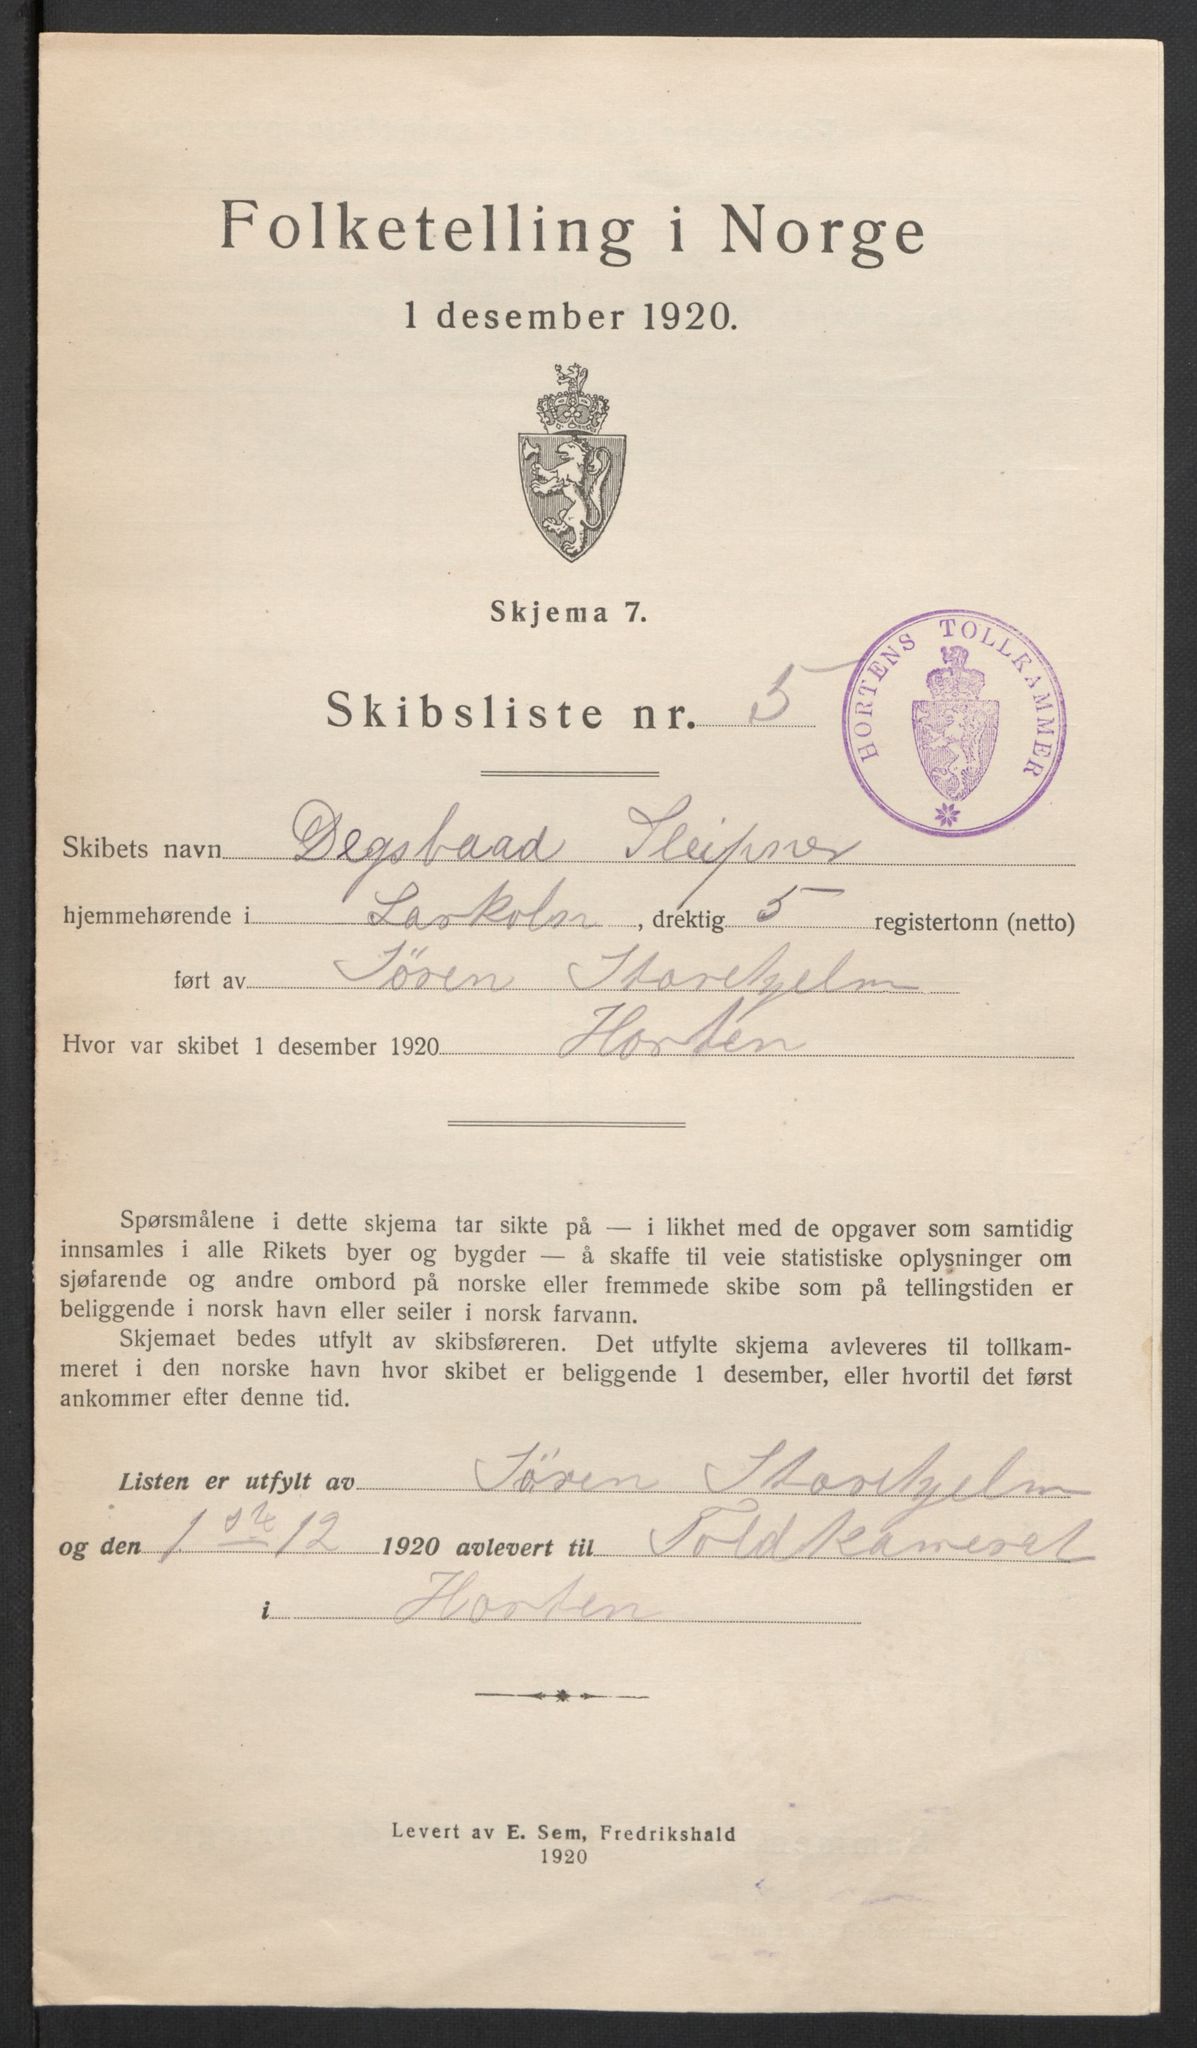 Folketelling i Norge
1 desember 1920.
Skjema 7.
HORTENS TOLLKAMMER
Skibsliste nr. 5
Skibets navn Degsbaad Sleipner
hjemmehørende i Larkoln, drektig 5 registertonn (netto)
ført av Søren Storehjelm
Hvor var skibet 1 desember 1920 Horten
Spørsmålene i dette skjema tar sikte på — i likhet med de opgaver som samtidig
innsamles i alle Rikets byer og bygder — å skaffe til veie statistiske oplysninger om
sjøfarende og andre ombord på norske eller fremmede skibe som på tellingstiden er
beliggende i norsk havn eller seiler i norsk farvann.
Skjemaet bedes utfylt av skibsføreren. Det utfylte skjema avleveres til tollkam-
meret i den norske havn hvor skibet er beliggende 1 desember, eller hvortil det først
ankommer efter denne tid.
Listen er utfylt av Søren Storehjelm
og den 1ste 12 1920 avlevert til Toldkameret
i Horten
Levert av E. Sem, Fredrikshald
1920